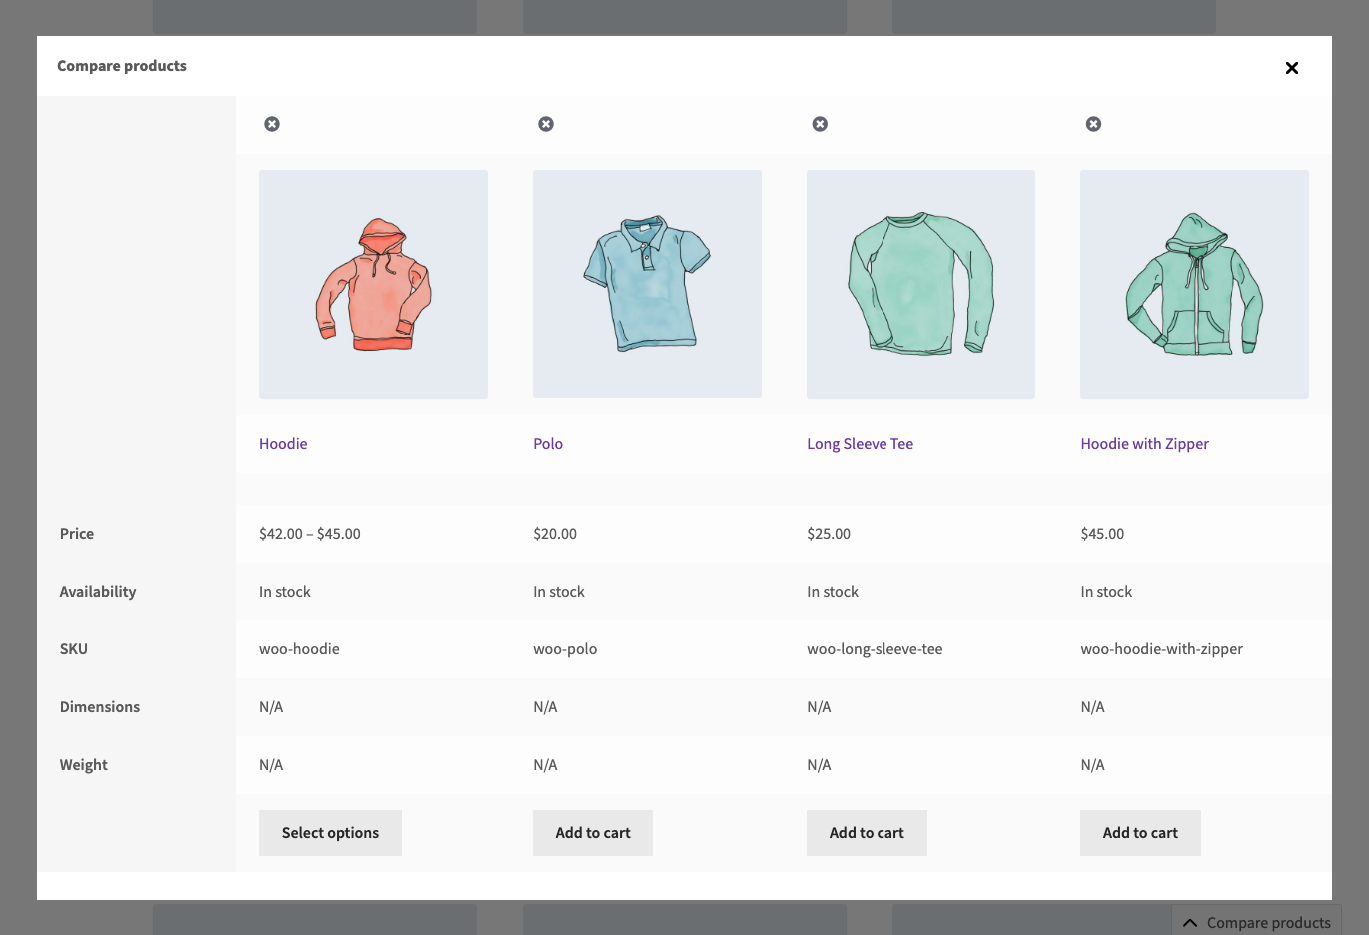 Compare products
Hoodie Polo Long Sleeve Tee Hoodie with Zipper
Price $42.00 – $45.00 $20.00 $25.00 $45.00
Availability In stock In stock In stock In stock
SKU woo-hoodie woo-polo woo-long-sleeve-tee woo-hoodie-with-zipper
Dimensions N/A N/A N/A N/A
Weight N/A N/A N/A N/A
Select options Add to cart Add to cart Add to cart
Compare products